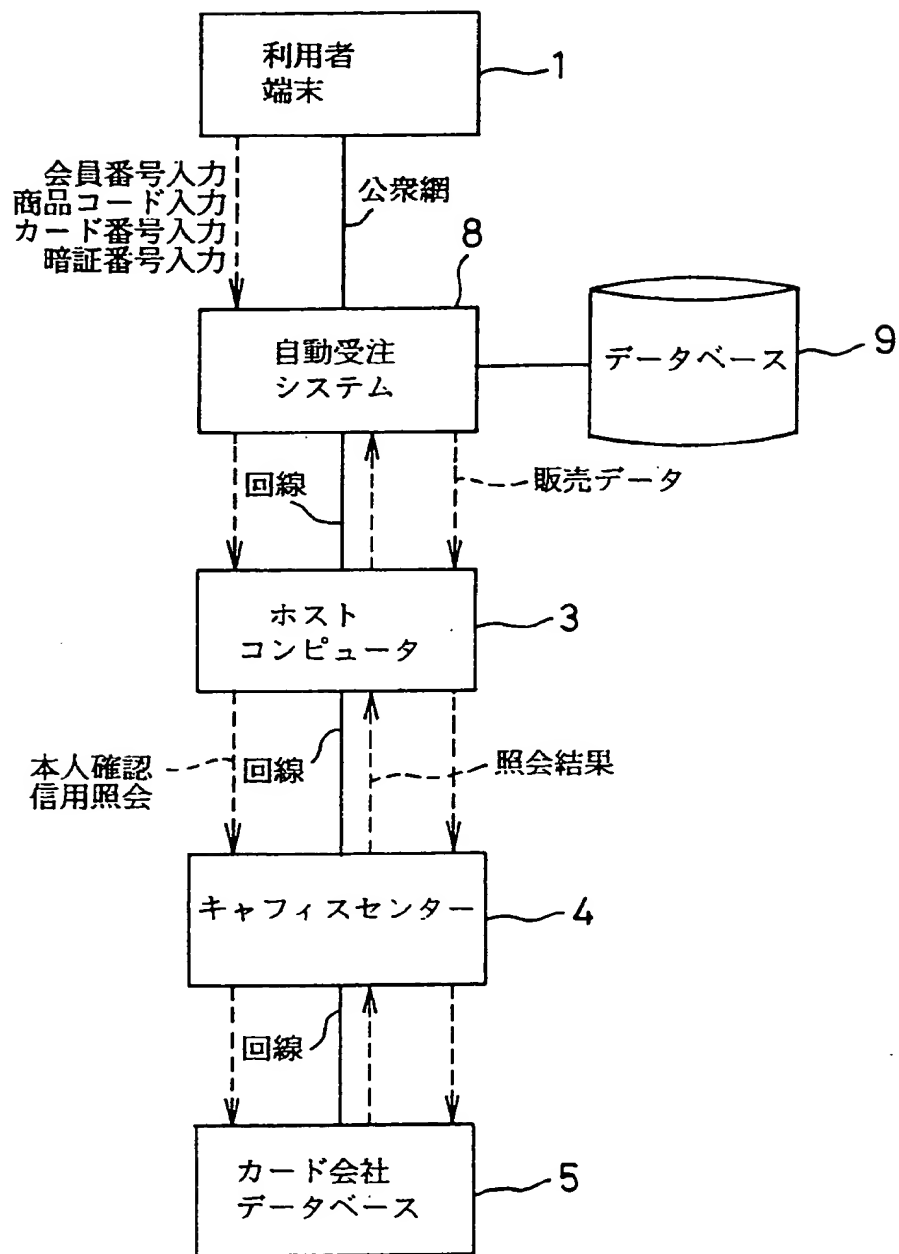 利用者
端末
1
会員番号入力
商品コード入力
カード番号入力
暗証番号入力
公衆網
8
自動受注
システム
データベース
9
回線
販売データ
ホスト
コンピュータ
3
本人確認
信用照会
回線
照会結果
キャフィスセンター
4
回線
カード会社
データベース
5